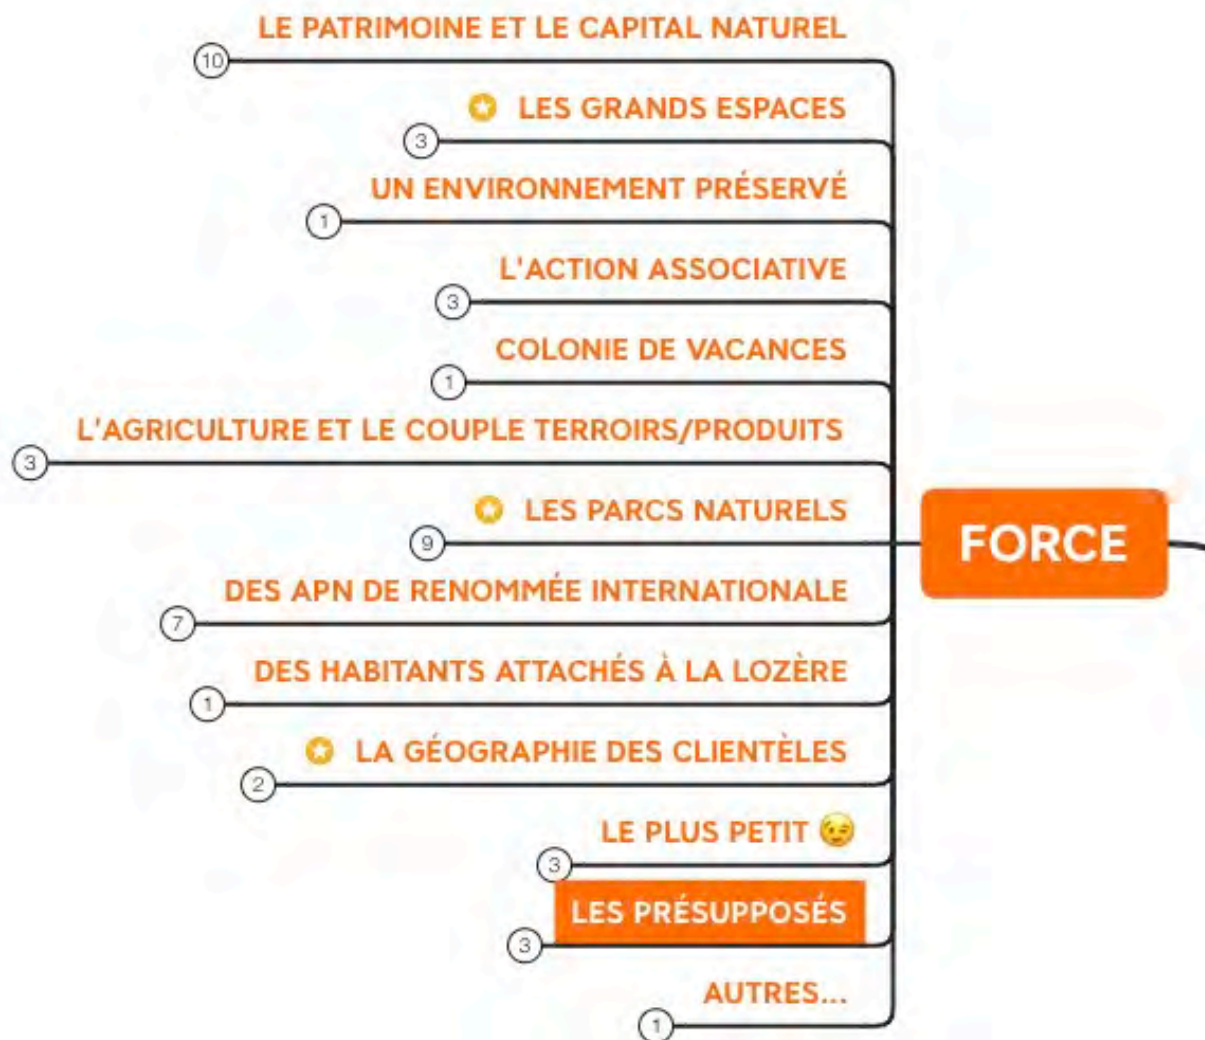 LE PATRIMOINE ET LE CAPITAL NATUREL
10
LES GRANDS ESPACES
3
UN ENVIRONNEMENT PRÉSERVÉ
1
L'ACTION ASSOCIATIVE
3
COLONIE DE VACANCES
1
L'AGRICULTURE ET LE COUPLE TERROIRS/PRODUITS
3
LES PARCS NATURELS
9
FORCE
DES APN DE RENOMMÉE INTERNATIONALE
7
DES HABITANTS ATTACHÉS À LA LOZÈRE
1
LA GÉOGRAPHIE DES CLIENTÈLES
2
LE PLUS PETIT 😉
3
LES PRÉSUPPOSÉS
3
AUTRES...
1